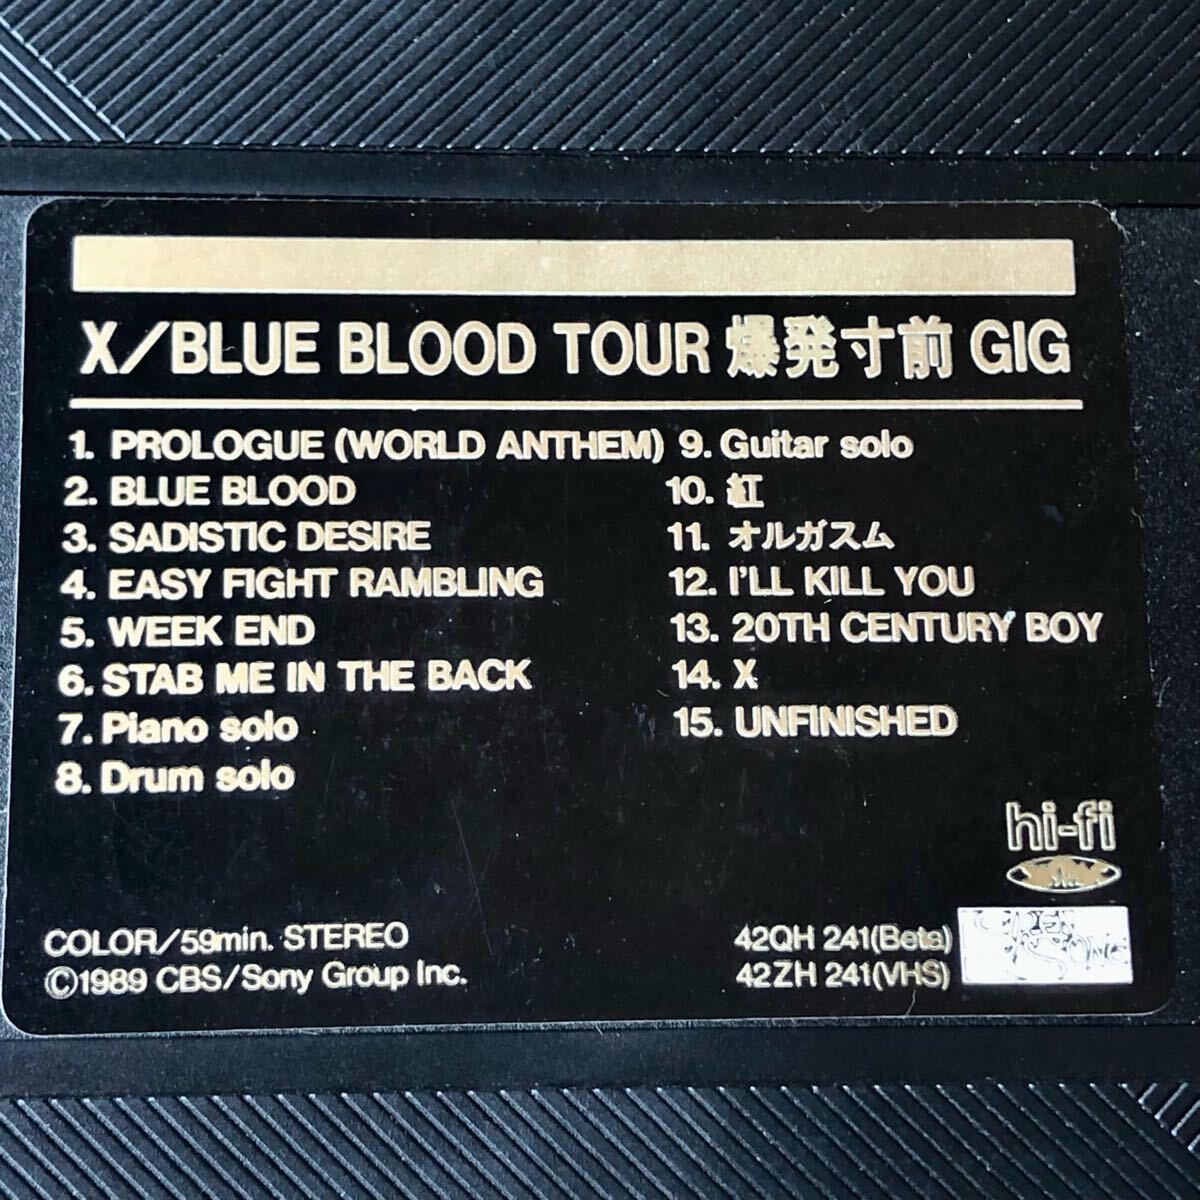 X/BLUE BLOOD TOUR 爆発寸前 GIG
1. PROLOGUE (WORLD ANTHEM)
2. BLUE BLOOD
3. SADISTIC DESIRE
4. EASY FIGHT RAMBLING
5. WEEK END
6. STAB ME IN THE BACK
7. Piano solo
8. Drum solo
9. Guitar solo
10. 紅
11. オルガスム
12. I'LL KILL YOU
13. 20TH CENTURY BOY
14. X
15. UNFINISHED
hi-fi
COLOR/59min. STEREO
©1989 CBS/Sony Group Inc.
42QH 241(Beta)
42ZH 241(VHS)